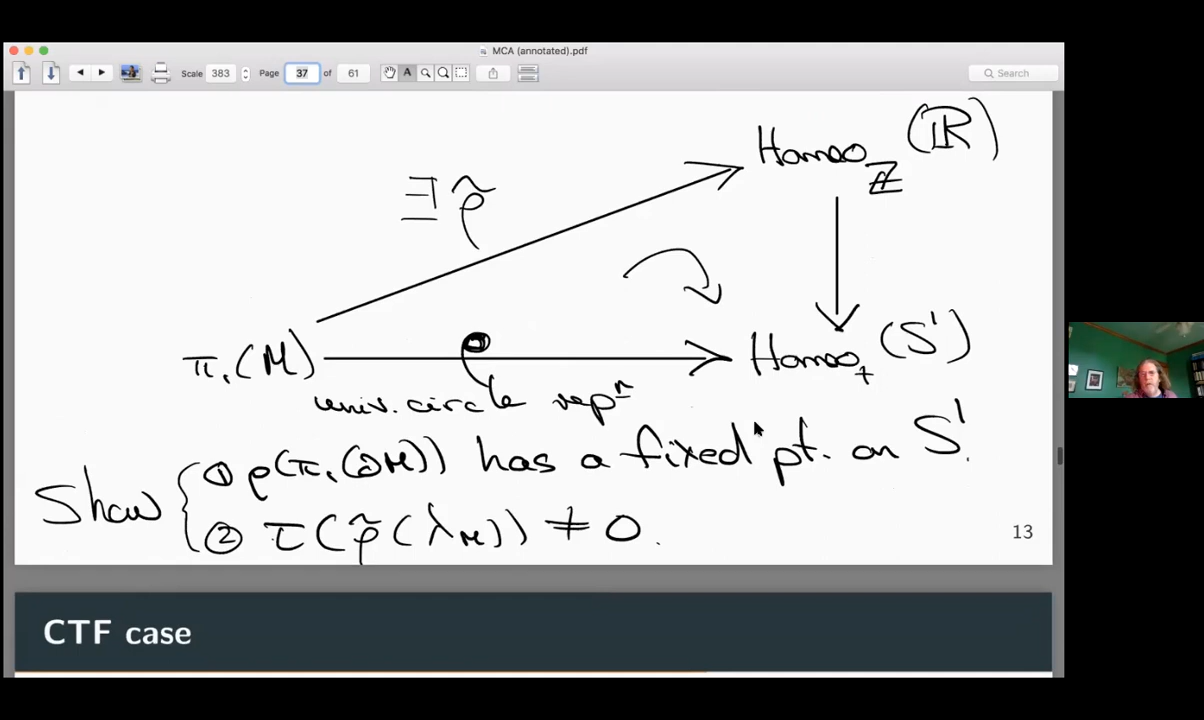 MCA (annotated).pdf
Scale 383 Page 37 of 61 Search
Homeo_ℤ(ℝ)
∃ ρ̃
π₁(M) ρ Homeo₊(S¹)
univ. circle repⁿ
Show { ① ρ(π₁(∂M)) has a fixed pt. on S¹.
② τ(ρ̃(λ_M)) ≠ 0.
13
CTF case